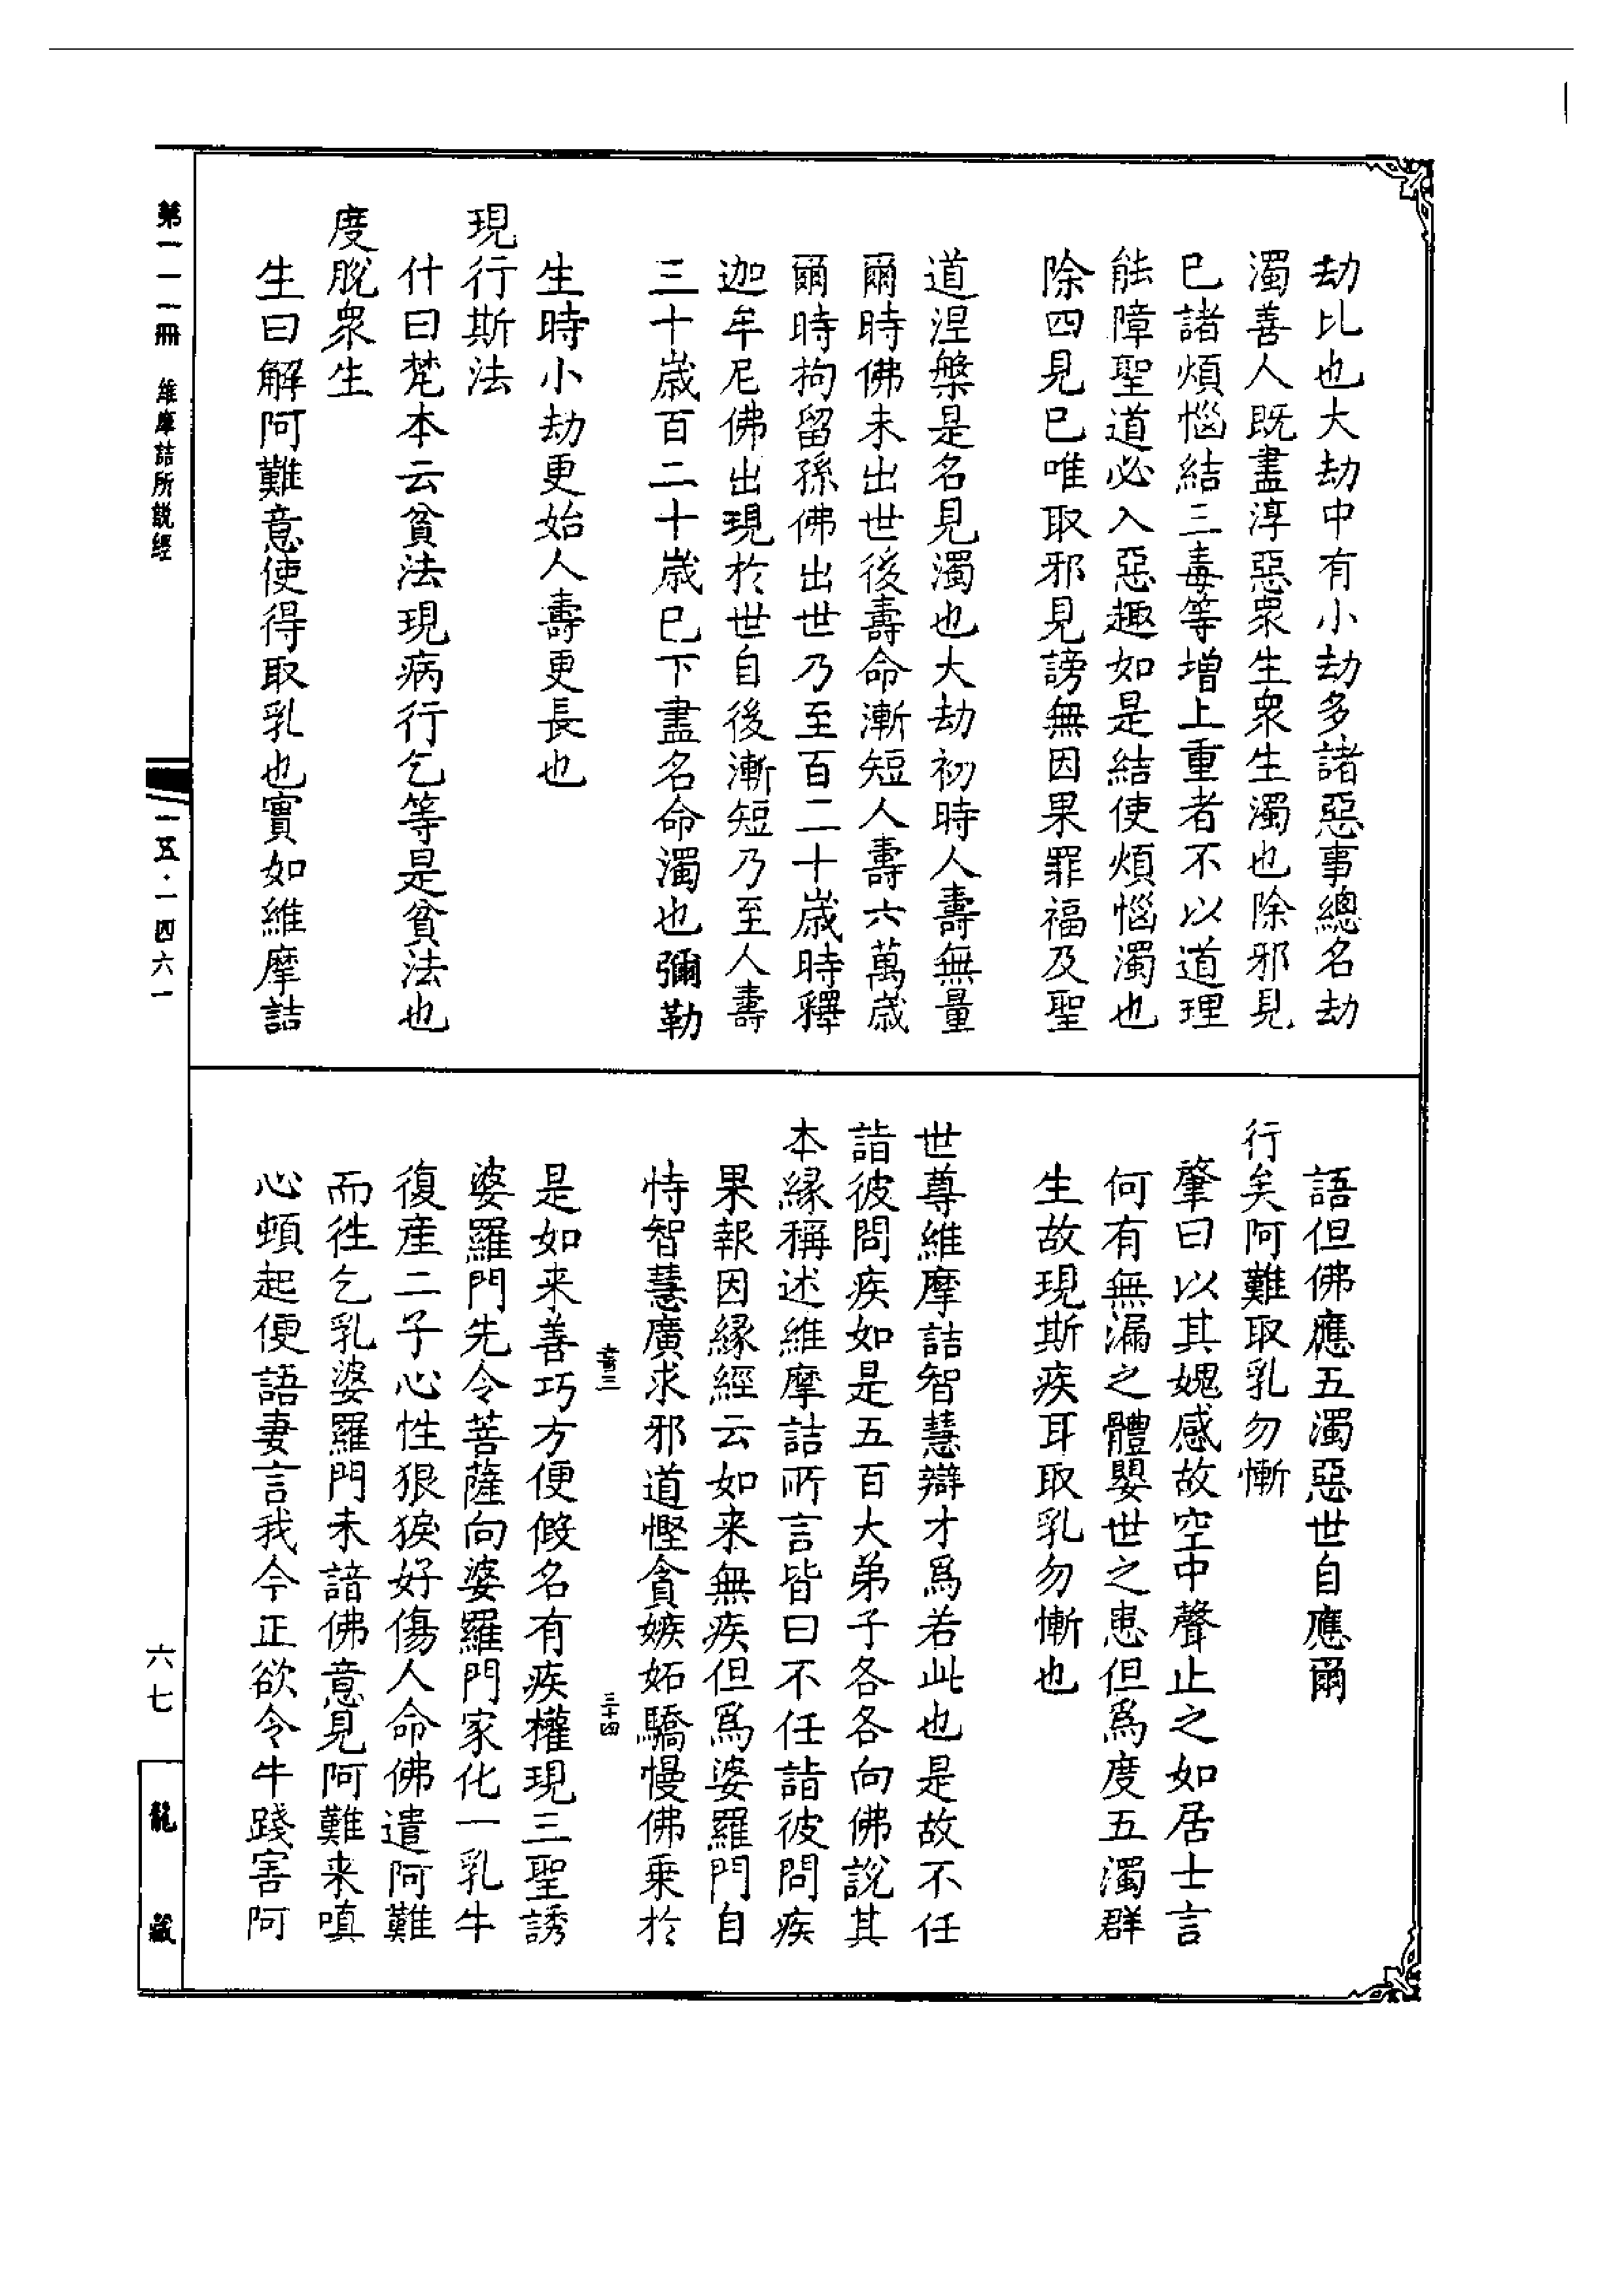 劫比也大劫中有小劫多諸惡事總名劫
濁善人既盡淳惡衆生衆生濁也除邪見
巳諸煩惱結三毒等增上重者不以道理
能障聖道必入惡趣如是結使煩惱濁也
除四見巳唯取邪見謗無因果罪福及聖
道涅槃是名見濁也大劫初時人壽無量
爾時佛未出世後壽命漸短人壽六萬歲
爾時拘留孫佛出世乃至百二十歲時釋
迦牟尼佛出現於世自後漸短乃至人壽
三十歲百二十歲巳下盡名命濁也彌勒
生時小劫更始人壽更長也
現行斯法
什曰梵本云貧法現病行乞等是貧法也
度脫衆生
生曰解阿難意使得取乳也實如維摩詰
語但佛應五濁惡世自應爾
行矣阿難取乳勿慚
肇曰以其媿感故空中聲止之如居士言
何有無漏之體嬰世之患但爲度五濁群
生故現斯疾耳取乳勿慚也
世尊維摩詰智慧辯才爲若此也是故不任
詣彼問疾如是五百大弟子各各向佛說其
本緣稱述維摩詰所言皆曰不任詣彼問疾
果報因緣經云如来無疾但爲婆羅門自
恃智慧廣求邪道慳貪嫉妬驕慢佛乗於
三十四
是如来善巧方便假名有疾權現三聖誘
婆羅門先令菩薩向婆羅門家化一乳牛
復産二子心性狠猴好傷人命佛遣阿難
而徃乞乳婆羅門未諳佛意見阿難来嗔
心頓起便語妻言我今正欲令牛踐害阿
第一一一冊　維摩詰所説經
一五·一四六一
六七
龍藏